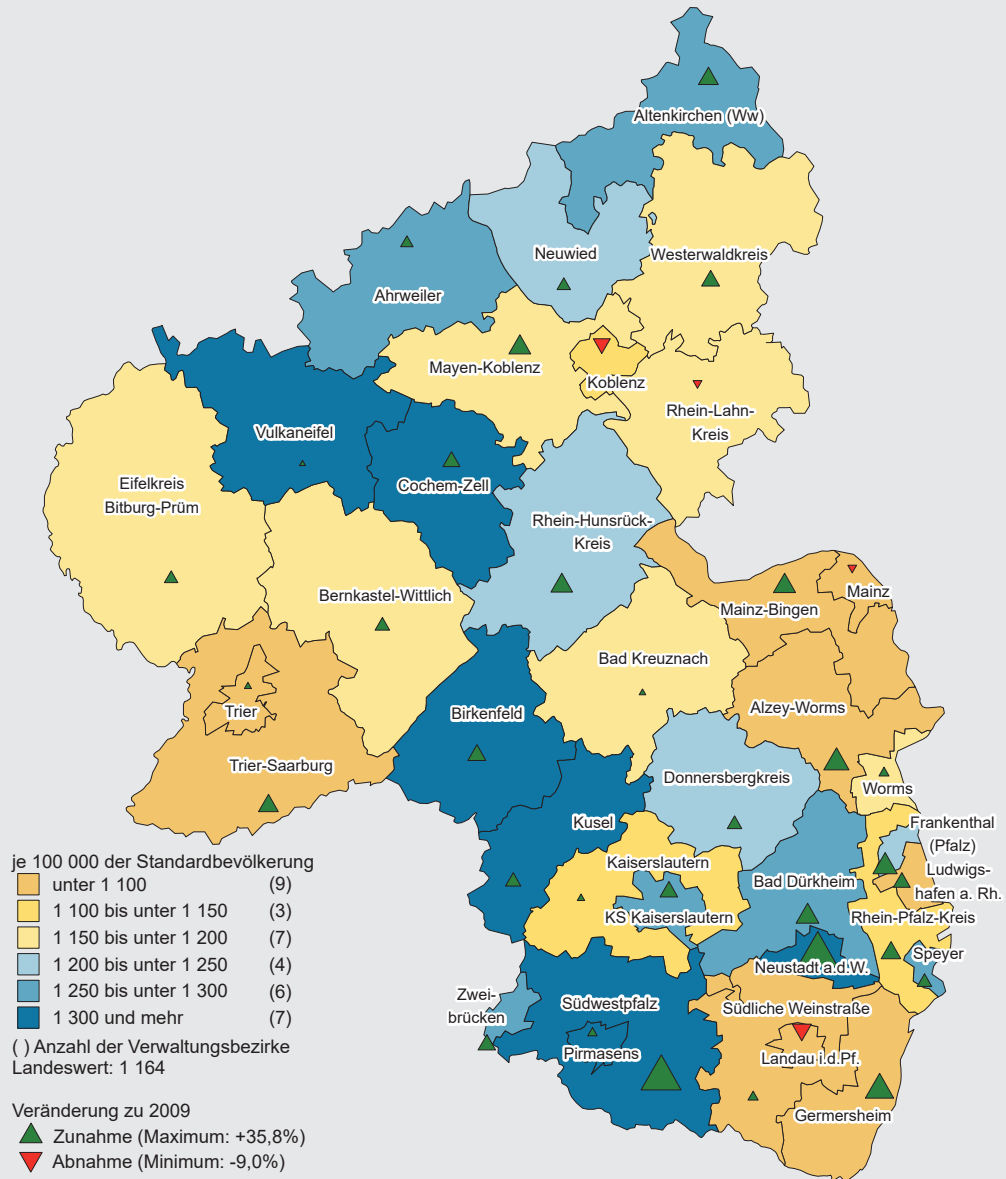 Altenkirchen (Ww)
Neuwied
Westerwaldkreis
Ahrweiler
Mayen-Koblenz
Koblenz
Rhein-Lahn-
Kreis
Vulkaneifel
Cochem-Zell
Eifelkreis
Bitburg-Prüm
Rhein-Hunsrück-
Kreis
Bernkastel-Wittlich
Mainz-Bingen
Mainz
Bad Kreuznach
Trier
Birkenfeld
Alzey-Worms
Trier-Saarburg
Donnersbergkreis
Worms
Kusel
Frankenthal
(Pfalz)
Kaiserslautern
Bad Dürkheim
Ludwigs-
hafen a. Rh.
KS Kaiserslautern
Rhein-Pfalz-Kreis
Speyer
Neustadt a.d.W.
Zwei-
brücken
Südwestpfalz
Südliche Weinstraße
Pirmasens
Landau i.d.Pf.
Germersheim
je 100 000 der Standardbevölkerung
unter 1 100 (9)
1 100 bis unter 1 150 (3)
1 150 bis unter 1 200 (7)
1 200 bis unter 1 250 (4)
1 250 bis unter 1 300 (6)
1 300 und mehr (7)
( ) Anzahl der Verwaltungsbezirke
Landeswert: 1 164
Veränderung zu 2009
Zunahme (Maximum: +35,8%)
Abnahme (Minimum: -9,0%)